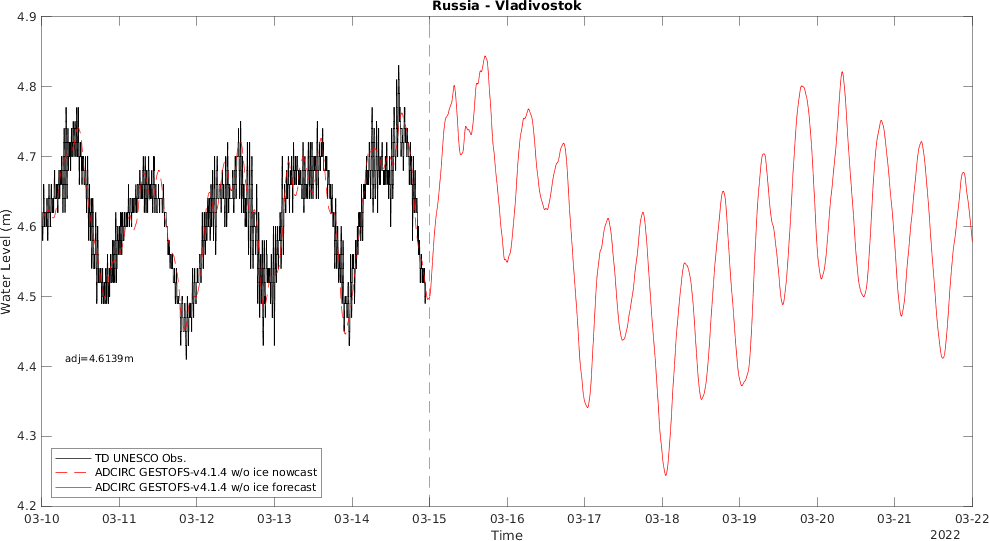 Russia - Vladivostok
4.9
4.8
4.7
4.6
4.5
4.4
4.3
4.2
Water Level (m)
adj=4.6139m
TD UNESCO Obs.
ADCIRC GESTOFS-v4.1.4 w/o ice nowcast
ADCIRC GESTOFS-v4.1.4 w/o ice forecast
03-10 03-11 03-12 03-13 03-14 03-15 03-16 03-17 03-18 03-19 03-20 03-21 03-22
Time
2022